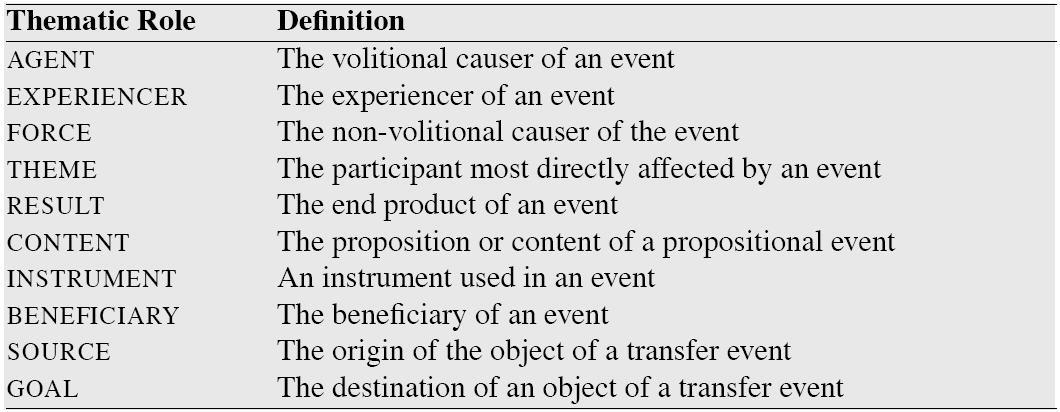 Thematic Role Definition
AGENT The volitional causer of an event
EXPERIENCER The experiencer of an event
FORCE The non-volitional causer of the event
THEME The participant most directly affected by an event
RESULT The end product of an event
CONTENT The proposition or content of a propositional event
INSTRUMENT An instrument used in an event
BENEFICIARY The beneficiary of an event
SOURCE The origin of the object of a transfer event
GOAL The destination of an object of a transfer event